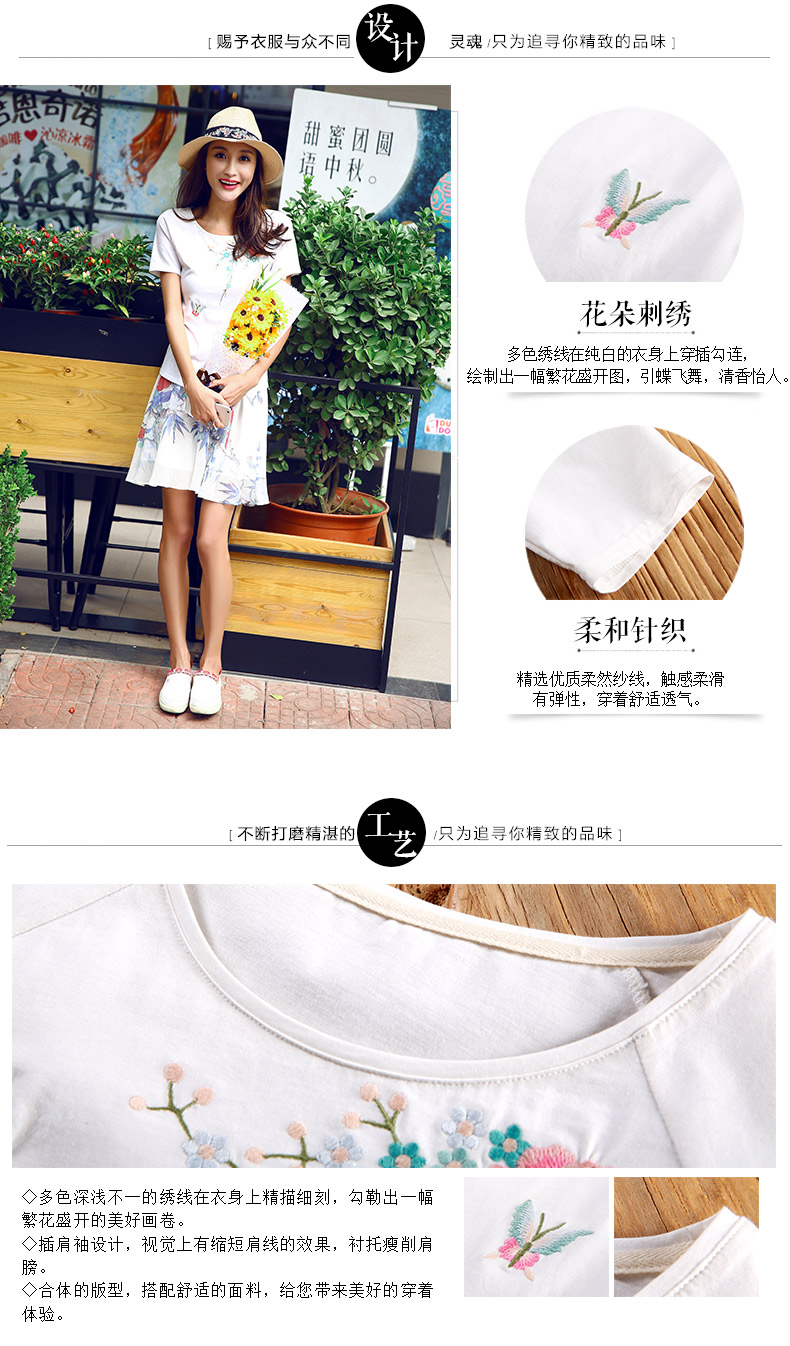 [ 赐予衣服与众不同 设计 灵魂 /只为追寻你精致的品味 ]
恩奇诺
咖啡❤沁凉冰霜
甜蜜团圆
语中秋。
花朵刺绣
多色绣线在纯白的衣身上穿插勾连,
绘制出一幅繁花盛开图，引蝶飞舞，清香怡人。
柔和针织
精选优质柔然纱线，触感柔滑
有弹性，穿着舒适透气。
[ 不断打磨精湛的 工艺 /只为追寻你精致的品味 ]
◇多色深浅不一的绣线在衣身上精描细刻，勾勒出一幅
繁花盛开的美好画卷。
◇插肩袖设计，视觉上有缩短肩线的效果，衬托瘦削肩
膀。
◇合体的版型，搭配舒适的面料，给您带来美好的穿着
体验。